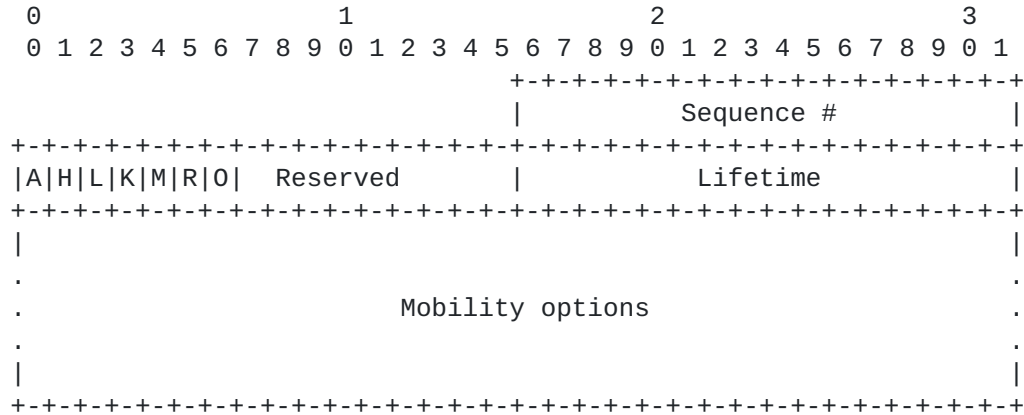 0                   1                   2                   3
 0 1 2 3 4 5 6 7 8 9 0 1 2 3 4 5 6 7 8 9 0 1 2 3 4 5 6 7 8 9 0 1
                                +-+-+-+-+-+-+-+-+-+-+-+-+-+-+-+-+
                                |          Sequence #           |
+-+-+-+-+-+-+-+-+-+-+-+-+-+-+-+-+-+-+-+-+-+-+-+-+-+-+-+-+-+-+-+-+
|A|H|L|K|M|R|O|  Reserved       |           Lifetime            |
+-+-+-+-+-+-+-+-+-+-+-+-+-+-+-+-+-+-+-+-+-+-+-+-+-+-+-+-+-+-+-+-+
|                                                               |
.                                                               .
.                        Mobility options                       .
.                                                               .
|                                                               |
+-+-+-+-+-+-+-+-+-+-+-+-+-+-+-+-+-+-+-+-+-+-+-+-+-+-+-+-+-+-+-+-+